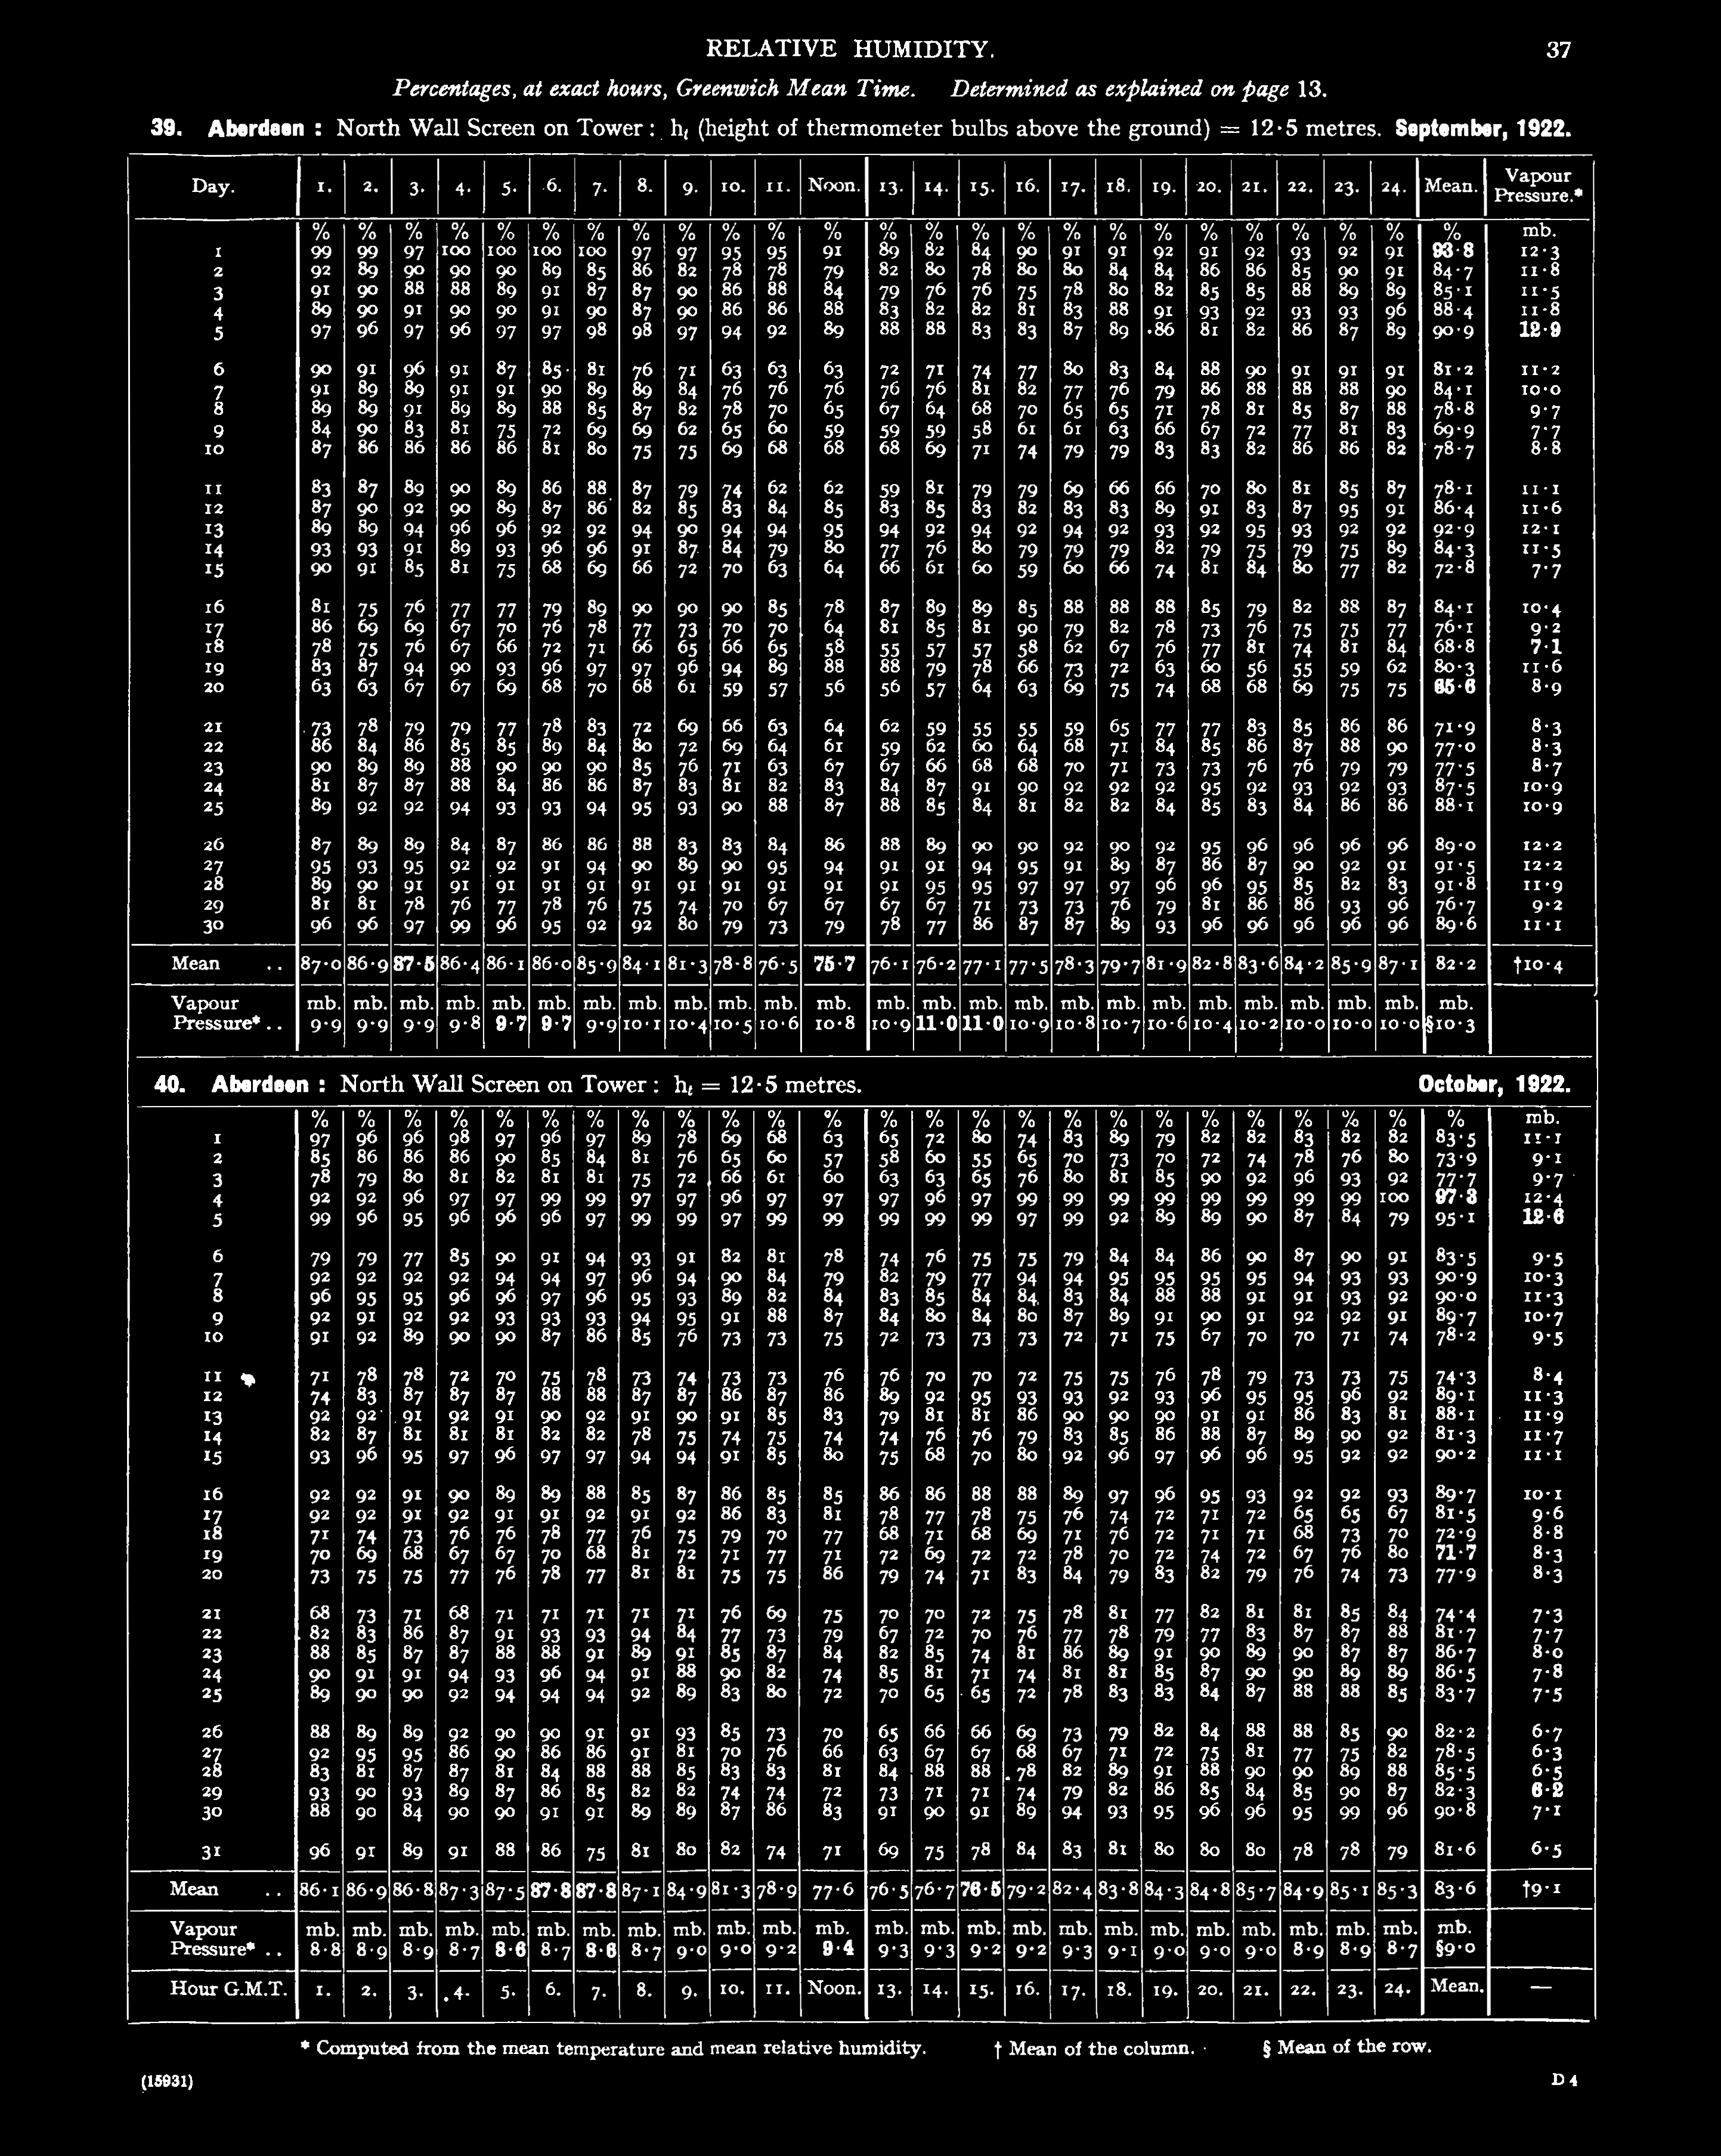 RELATIVE HUMIDITY. 37
Percentages, at exact hours, Greenwich Mean Time. Determined as explained on page 13.
39. Aberdeen : North Wall Screen on Tower : hₜ (height of thermometer bulbs above the ground) = 12·5 metres. September, 1922.
Day. 1. 2. 3. 4. 5. 6. 7. 8. 9. 10. 11. Noon. 13. 14. 15. 16. 17. 18. 19. 20. 21. 22. 23. 24. Mean. Vapour Pressure.*
% % % % % % % % % % % % % % % % % % % % % % % % % mb.
1 99 99 97 100 100 100 100 97 97 95 95 91 89 82 84 90 91 91 92 91 92 93 92 91 93·8 12·3
2 92 89 90 90 90 89 85 86 82 78 78 79 82 80 78 80 80 84 84 86 86 85 90 91 84·7 11·8
3 91 90 88 88 89 91 87 87 90 86 88 84 79 76 76 75 78 80 82 85 85 88 89 89 85·1 11·5
4 89 90 91 90 90 91 90 87 90 86 86 88 83 82 82 81 83 88 91 93 92 93 93 96 88·4 11·8
5 97 96 97 96 97 97 98 98 97 94 92 89 88 88 83 83 87 89 86 81 82 86 87 89 90·9 12·9
6 90 91 96 91 87 85 81 76 71 63 63 63 72 71 74 77 80 83 84 88 90 91 91 91 81·2 11·2
7 91 89 89 91 91 90 89 89 84 76 76 76 76 76 81 82 77 76 79 86 88 88 88 90 84·1 10·0
8 89 89 91 89 89 88 85 87 82 78 70 65 67 64 68 70 65 65 71 78 81 85 87 88 78·8 9·7
9 84 90 83 81 75 72 69 69 62 65 60 59 59 59 58 61 61 63 66 67 72 77 81 83 69·9 7·7
10 87 86 86 86 86 81 80 75 75 69 68 68 68 69 71 74 79 79 83 83 82 86 86 82 78·7 8·8
11 83 87 89 90 89 86 88 87 79 74 62 62 59 81 79 79 69 66 66 70 80 81 85 87 78·1 11·1
12 87 90 92 90 89 87 86 82 85 83 84 85 83 85 83 82 83 83 89 91 83 87 95 91 86·4 11·6
13 89 89 94 96 96 92 92 94 90 94 94 95 94 92 94 92 94 92 93 92 95 93 92 92 92·9 12·1
14 93 93 91 89 93 96 96 91 87 84 79 80 77 76 80 79 79 79 82 79 75 79 75 89 84·3 11·5
15 90 91 85 81 75 68 69 66 72 70 63 64 66 61 60 59 60 66 74 81 84 80 77 82 72·8 7·7
16 81 75 76 77 77 79 89 90 90 90 85 78 87 89 89 85 88 88 88 85 79 82 88 87 84·1 10·4
17 86 69 69 67 70 76 78 77 73 70 70 64 81 85 81 90 79 82 78 73 76 75 75 77 76·1 9·2
18 78 75 76 67 66 72 71 66 65 66 65 58 55 57 57 58 62 67 76 77 81 74 81 84 68·8 7·1
19 83 87 94 90 93 96 97 97 96 94 89 88 88 79 78 66 73 72 63 60 56 55 59 62 80·3 11·6
20 63 63 67 67 69 68 70 68 61 59 57 56 56 57 64 63 69 75 74 68 68 69 75 75 65·6 8·9
21 73 78 79 79 77 78 83 72 69 66 63 64 62 59 55 55 59 65 77 77 83 85 86 86 71·9 8·3
22 86 84 86 85 85 89 84 80 72 69 64 61 59 62 60 64 68 71 84 85 86 87 88 90 77·0 8·3
23 90 89 89 88 90 90 90 85 76 71 63 67 67 66 68 68 70 71 73 73 76 76 79 79 77·5 8·7
24 81 87 87 88 84 86 86 87 83 81 82 83 84 87 91 90 92 92 92 95 92 93 92 93 87·5 10·9
25 89 92 92 94 93 93 94 95 93 90 88 87 88 85 84 81 82 82 84 85 83 84 86 86 88·1 10·9
26 87 89 89 84 87 86 86 88 83 83 84 86 88 89 90 90 92 90 92 95 96 96 96 96 89·0 12·2
27 95 93 95 92 92 91 94 90 89 90 95 94 91 91 94 95 91 89 87 86 87 90 92 91 91·5 12·2
28 89 90 91 91 91 91 91 91 91 91 91 91 91 95 95 97 97 97 96 96 95 85 82 83 91·8 11·9
29 81 81 78 76 77 78 76 75 74 70 67 67 67 67 71 73 73 76 79 81 86 86 93 96 76·7 9·2
30 96 96 97 99 96 95 92 92 80 79 73 79 78 77 86 87 87 89 93 96 96 96 96 96 89·6 11·1
Mean .. 87·0 86·9 87·5 86·4 86·1 86·0 85·9 84·1 81·3 78·8 76·5 75·7 76·1 76·2 77·1 77·5 78·3 79·7 81·9 82·8 83·6 84·2 85·9 87·1 82·2 †10·4
Vapour mb. mb. mb. mb. mb. mb. mb. mb. mb. mb. mb. mb. mb. mb. mb. mb. mb. mb. mb. mb. mb. mb. mb. mb. mb.
Pressure* .. 9·9 9·9 9·9 9·8 9·7 9·7 9·9 10·1 10·4 10·5 10·6 10·8 10·9 11·0 11·0 10·9 10·8 10·7 10·6 10·4 10·2 10·0 10·0 10·0 §10·3
40. Aberdeen : North Wall Screen on Tower : hₜ = 12·5 metres. October, 1922.
% % % % % % % % % % % % % % % % % % % % % % % % % mb.
1 97 96 96 98 97 96 97 89 78 69 68 63 65 72 80 74 83 89 79 82 82 83 82 82 83·5 11·1
2 85 86 86 86 90 85 84 81 76 65 60 57 58 60 55 65 70 73 70 72 74 78 76 80 73·9 9·1
3 78 79 80 81 82 81 81 75 72 66 61 60 63 63 65 76 80 81 85 90 92 96 93 92 77·7 9·7
4 92 92 96 97 97 99 99 97 97 96 97 97 97 96 97 99 99 99 99 99 99 99 99 100 97·3 12·4
5 99 96 95 96 96 96 97 99 99 97 99 99 99 99 99 97 99 92 89 89 90 87 84 79 95·1 12·6
6 79 79 77 85 90 91 94 93 91 82 81 78 74 76 75 75 79 84 84 86 90 87 90 91 83·5 9·5
7 92 92 92 92 94 94 97 96 94 90 84 79 82 79 77 94 94 95 95 95 95 94 93 93 90·9 10·3
8 96 95 95 96 96 97 96 95 93 89 82 84 83 85 84 84 83 84 88 88 91 91 93 92 90·0 11·3
9 92 91 92 92 93 93 93 94 95 91 88 87 84 80 84 80 87 89 91 90 91 92 92 91 89·7 10·7
10 91 92 89 90 90 87 86 85 76 73 73 75 72 73 73 73 72 71 75 67 70 70 71 74 78·2 9·5
11 71 78 78 72 70 75 78 73 74 73 73 76 76 70 70 72 75 75 76 78 79 73 73 75 74·3 8·4
12 74 83 87 87 87 88 88 87 87 86 87 86 89 92 95 93 93 92 93 96 95 95 96 92 89·1 11·3
13 92 92 91 92 91 90 92 91 90 91 85 83 79 81 81 86 90 90 90 91 91 86 83 81 88·1 11·9
14 82 87 81 81 81 82 82 78 75 74 75 74 74 76 76 79 83 85 86 88 87 89 90 92 81·3 11·7
15 93 96 95 97 96 97 97 94 94 91 85 80 75 68 70 80 92 96 97 96 96 95 92 92 90·2 11·1
16 92 92 91 90 89 89 88 85 87 86 85 85 86 86 88 88 89 97 96 95 93 92 92 93 89·7 10·1
17 92 92 91 92 91 91 92 91 92 86 83 81 78 77 78 75 76 74 72 71 72 65 65 67 81·5 9·6
18 71 74 73 76 76 78 77 76 75 79 70 77 68 71 68 69 71 76 72 71 71 68 73 70 72·9 8·8
19 70 69 68 67 67 70 68 81 72 71 77 71 72 69 72 72 78 70 72 74 72 67 76 80 71·7 8·3
20 73 75 75 77 76 78 77 81 81 75 75 86 79 74 71 83 84 79 83 82 79 76 74 73 77·9 8·3
21 68 73 71 68 71 71 71 71 71 76 69 75 70 70 72 75 78 81 77 82 81 81 85 84 74·4 7·3
22 82 83 86 87 91 93 93 94 84 77 73 79 67 72 70 76 77 78 79 77 83 87 87 88 81·7 7·7
23 88 85 87 87 88 88 91 89 91 85 87 84 82 85 74 81 86 89 91 90 89 90 87 87 86·7 8·0
24 90 91 91 94 93 96 94 91 88 90 82 74 85 81 71 74 81 81 85 87 90 90 89 89 86·5 7·8
25 89 90 90 92 94 94 94 92 89 83 80 72 70 65 65 72 78 83 83 84 87 88 88 85 83·7 7·5
26 88 89 89 92 90 90 91 91 93 85 73 70 65 66 66 69 73 79 82 84 88 88 85 90 82·2 6·7
27 92 95 95 86 90 86 86 91 81 70 76 66 63 67 67 68 67 71 72 75 81 77 75 82 78·5 6·3
28 83 81 87 87 81 84 88 88 85 83 83 81 84 88 88 78 82 89 91 88 90 90 89 88 85·5 6·5
29 93 90 93 89 87 86 85 82 82 74 74 72 73 71 71 74 79 82 86 85 84 85 90 87 82·3 6·2
30 88 90 84 90 90 91 91 89 89 87 86 83 91 90 91 89 94 93 95 96 96 95 99 96 90·8 7·1
31 96 91 89 91 88 86 75 81 80 82 74 71 69 75 78 84 83 81 80 80 80 78 78 79 81·6 6·5
Mean .. 86·1 86·9 86·8 87·3 87·5 87·8 87·8 87·1 84·9 81·3 78·9 77·6 76·5 76·7 76·5 79·2 82·4 83·8 84·3 84·8 85·7 84·9 85·1 85·3 83·6 †9·1
Vapour mb. mb. mb. mb. mb. mb. mb. mb. mb. mb. mb. mb. mb. mb. mb. mb. mb. mb. mb. mb. mb. mb. mb. mb. mb.
Pressure* .. 8·8 8·9 8·9 8·7 8·6 8·7 8·6 8·7 9·0 9·0 9·2 9·4 9·3 9·3 9·2 9·2 9·3 9·1 9·0 9·0 9·0 8·9 8·9 8·7 §9·0
Hour G.M.T. 1. 2. 3. 4. 5. 6. 7. 8. 9. 10. 11. Noon. 13. 14. 15. 16. 17. 18. 19. 20. 21. 22. 23. 24. Mean. —
* Computed from the mean temperature and mean relative humidity. † Mean of the column. § Mean of the row.
(15931) D 4